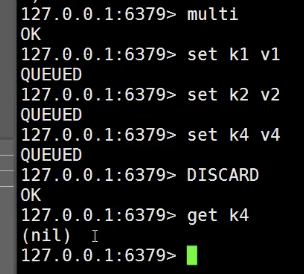 127.0.0.1:6379> multi
OK
127.0.0.1:6379> set k1 v1
QUEUED
127.0.0.1:6379> set k2 v2
QUEUED
127.0.0.1:6379> set k4 v4
QUEUED
127.0.0.1:6379> DISCARD
OK
127.0.0.1:6379> get k4
(nil)
127.0.0.1:6379>